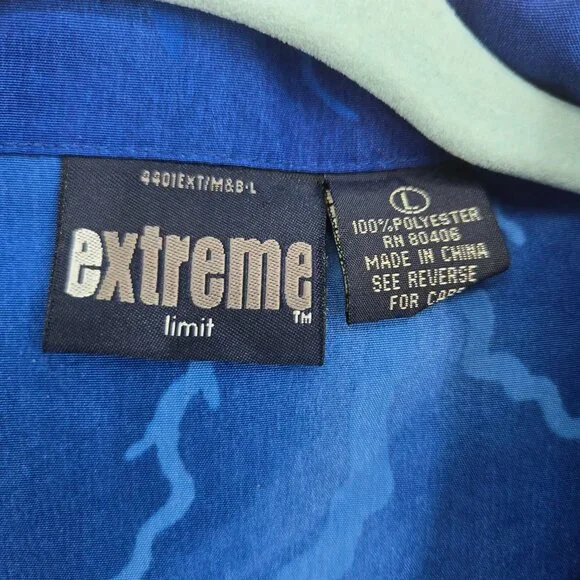 4401EXT/M&B·L
extreme
TM
limit
L
100% POLYESTER
RN 80406
MADE IN CHINA
SEE REVERSE
FOR CARE